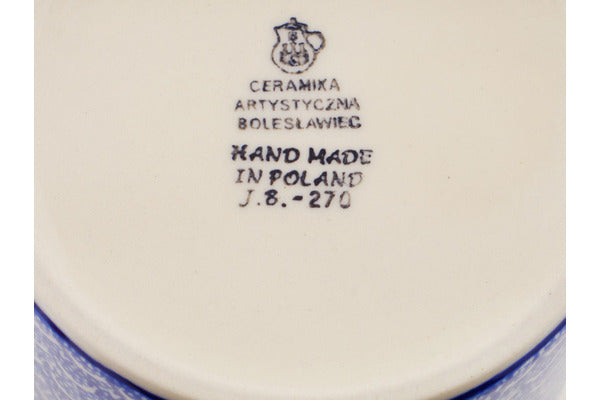 CERAMIKA
ARTYSTYCZNA
BOLESŁAWIEC
HAND MADE
IN POLAND
J.B.-270